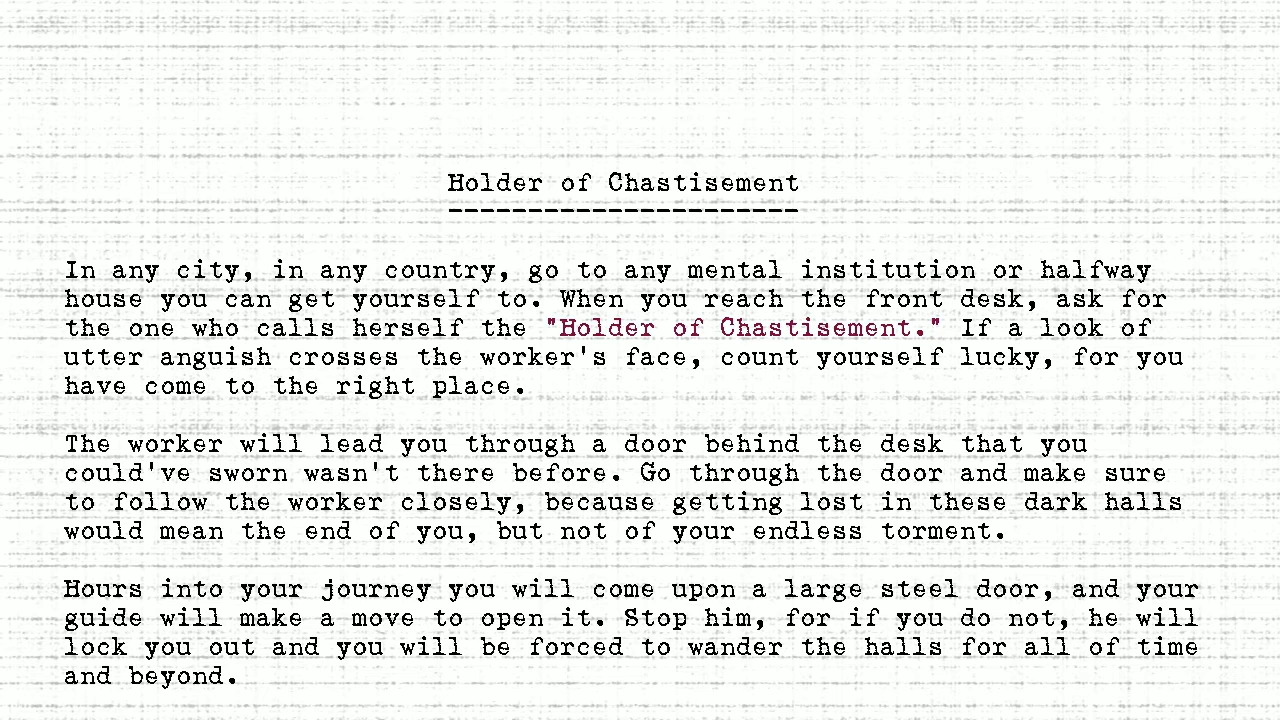 Holder of Chastisement
----------------------
In any city, in any country, go to any mental institution or halfway
house you can get yourself to. When you reach the front desk, ask for
the one who calls herself the "Holder of Chastisement." If a look of
utter anguish crosses the worker's face, count yourself lucky, for you
have come to the right place.
The worker will lead you through a door behind the desk that you
could've sworn wasn't there before. Go through the door and make sure
to follow the worker closely, because getting lost in these dark halls
would mean the end of you, but not of your endless torment.
Hours into your journey you will come upon a large steel door, and your
guide will make a move to open it. Stop him, for if you do not, he will
lock you out and you will be forced to wander the halls for all of time
and beyond.